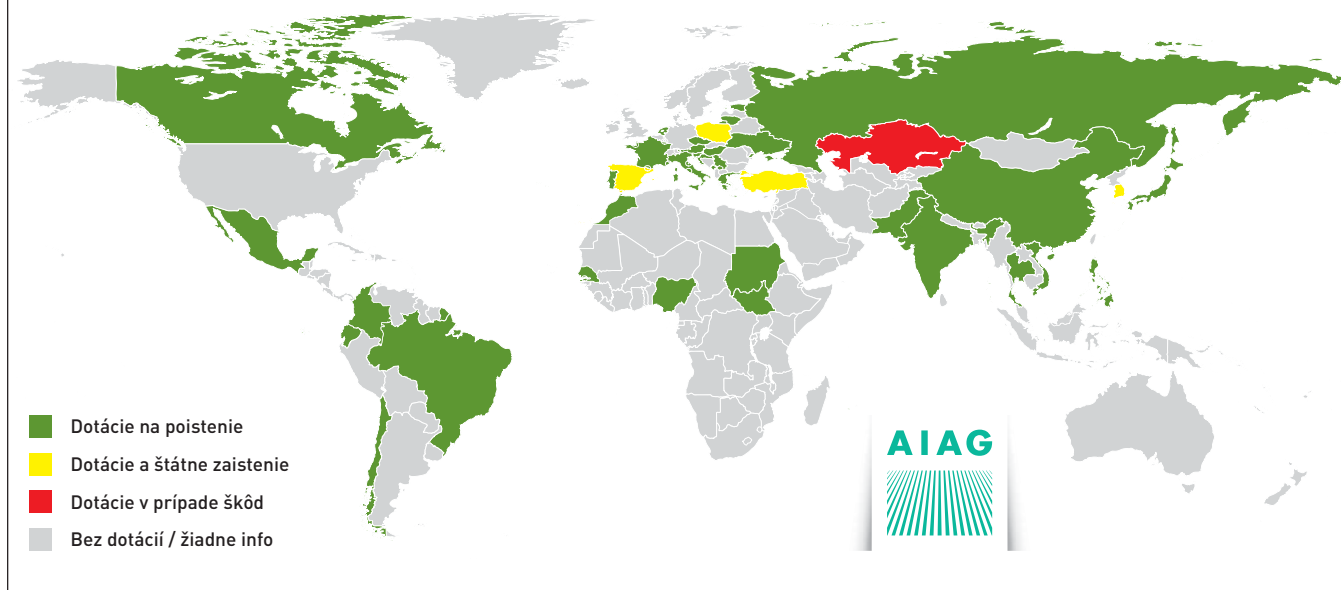 Dotácie na poistenie
Dotácie a štátne zaistenie
Dotácie v prípade škôd
Bez dotácií / žiadne info
AIAG